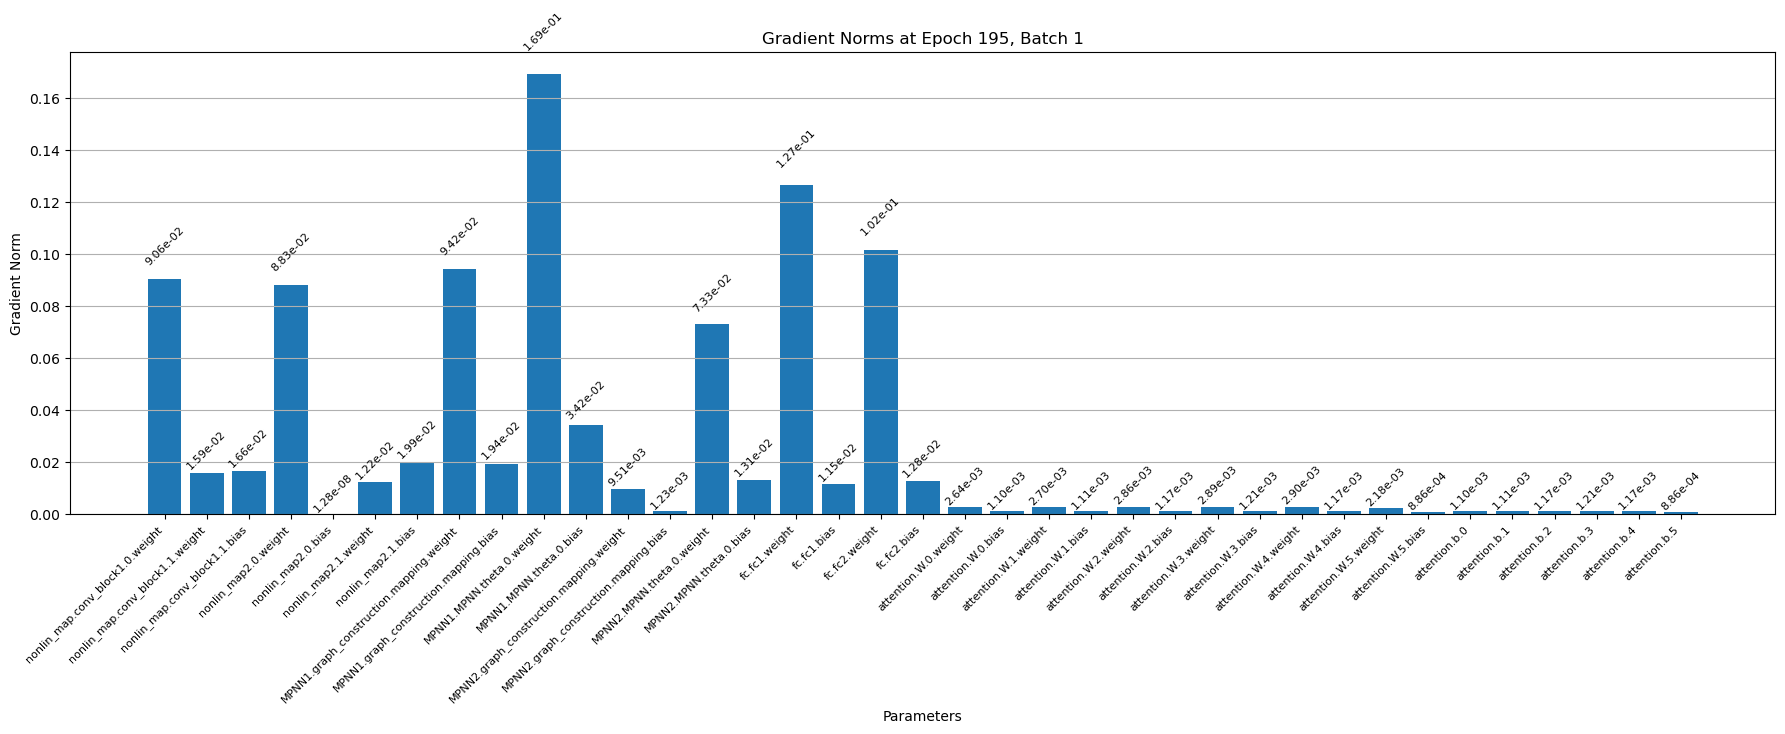 Gradient Norms at Epoch 195, Batch 1
Gradient Norm
0.16
0.14
0.12
0.10
0.08
0.06
0.04
0.02
0.00
9.06e-02
1.59e-02
1.66e-02
8.83e-02
1.28e-08
1.22e-02
1.99e-02
9.42e-02
1.94e-02
1.69e-01
3.42e-02
9.51e-03
1.23e-03
7.33e-02
1.31e-02
1.27e-01
1.15e-02
1.02e-01
1.28e-02
2.64e-03
1.10e-03
2.70e-03
1.11e-03
2.86e-03
1.17e-03
2.89e-03
1.21e-03
2.90e-03
1.17e-03
2.18e-03
8.86e-04
1.10e-03
1.11e-03
1.17e-03
1.21e-03
1.17e-03
8.86e-04
nonlin_map.conv_block1.0.weight
nonlin_map.conv_block1.1.weight
nonlin_map.conv_block1.1.bias
nonlin_map2.0.weight
nonlin_map2.0.bias
nonlin_map2.1.weight
nonlin_map2.1.bias
MPNN1.graph_construction.mapping.weight
MPNN1.graph_construction.mapping.bias
MPNN1.MPNN.theta.0.weight
MPNN1.MPNN.theta.0.bias
MPNN2.graph_construction.mapping.weight
MPNN2.graph_construction.mapping.bias
MPNN2.MPNN.theta.0.weight
MPNN2.MPNN.theta.0.bias
fc.fc1.weight
fc.fc1.bias
fc.fc2.weight
fc.fc2.bias
attention.W.0.weight
attention.W.0.bias
attention.W.1.weight
attention.W.1.bias
attention.W.2.weight
attention.W.2.bias
attention.W.3.weight
attention.W.3.bias
attention.W.4.weight
attention.W.4.bias
attention.W.5.weight
attention.W.5.bias
attention.b.0
attention.b.1
attention.b.2
attention.b.3
attention.b.4
attention.b.5
Parameters